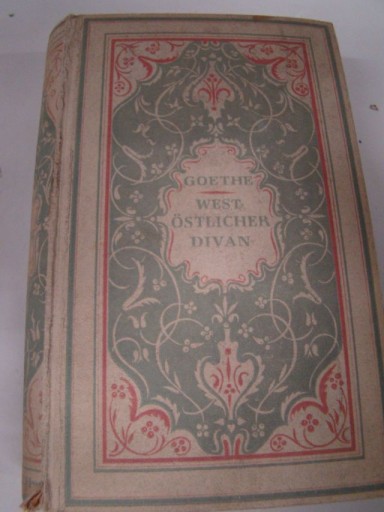 GOETHE
WEST-
ÖSTLICHER
DIVAN·